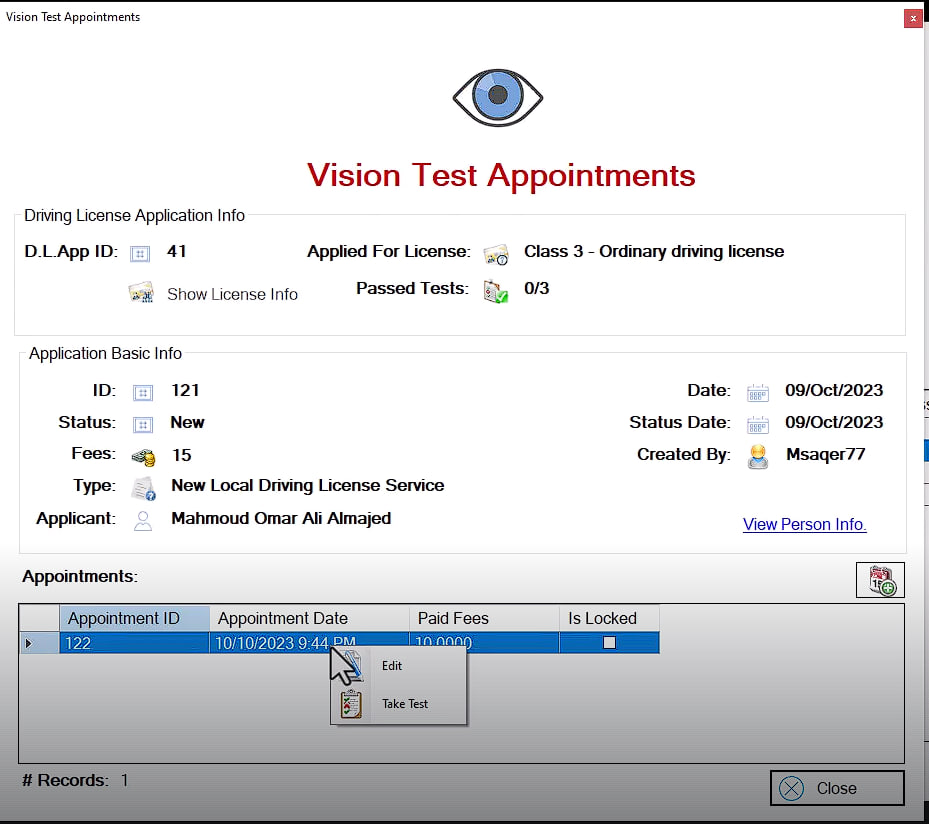 Vision Test Appointments
x
Vision Test Appointments
Driving License Application Info
D.L.App ID: 41 Applied For License: Class 3 - Ordinary driving license
Show License Info Passed Tests: 0/3
Application Basic Info
ID: 121 Date: 09/Oct/2023
Status: New Status Date: 09/Oct/2023
Fees: 15 Created By: Msaqer77
Type: New Local Driving License Service
Applicant: Mahmoud Omar Ali Almajed
View Person Info.
Appointments:
Appointment ID Appointment Date Paid Fees Is Locked
122 10/10/2023 9:44 PM 10.0000
Edit
Take Test
# Records: 1
Close